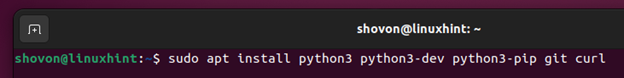 shovon@linuxhint: ~
shovon@linuxhint:~$ sudo apt install python3 python3-dev python3-pip git curl